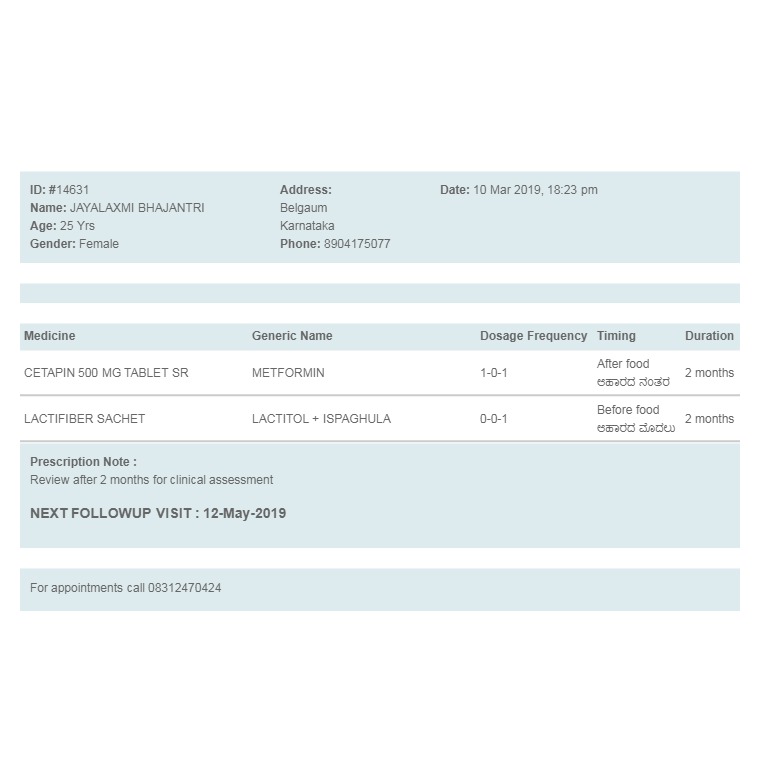 ID: #14631 Address: Date: 10 Mar 2019, 18:23 pm
Name: JAYALAXMI BHAJANTRI Belgaum
Age: 25 Yrs Karnataka
Gender: Female Phone: 8904175077
Medicine Generic Name Dosage Frequency Timing Duration
CETAPIN 500 MG TABLET SR METFORMIN 1-0-1 After food 2 months
ಆಹಾರದ ನಂತರ
LACTIFIBER SACHET LACTITOL + ISPAGHULA 0-0-1 Before food 2 months
ಆಹಾರದ ಮೊದಲು
Prescription Note :
Review after 2 months for clinical assessment
NEXT FOLLOWUP VISIT : 12-May-2019
For appointments call 08312470424